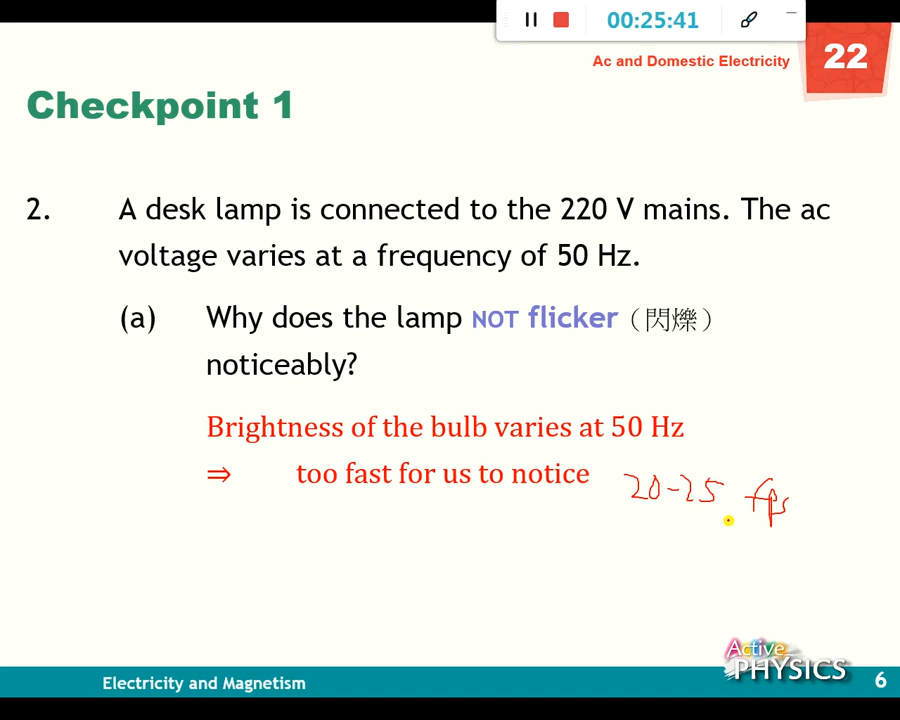 00:25:41
Ac and Domestic Electricity
22
Checkpoint 1
2. A desk lamp is connected to the 220 V mains. The ac
voltage varies at a frequency of 50 Hz.
(a) Why does the lamp NOT flicker（閃爍）
noticeably?
Brightness of the bulb varies at 50 Hz
⇒ too fast for us to notice
20-25 fps
Active
PHYSICS
Electricity and Magnetism
6